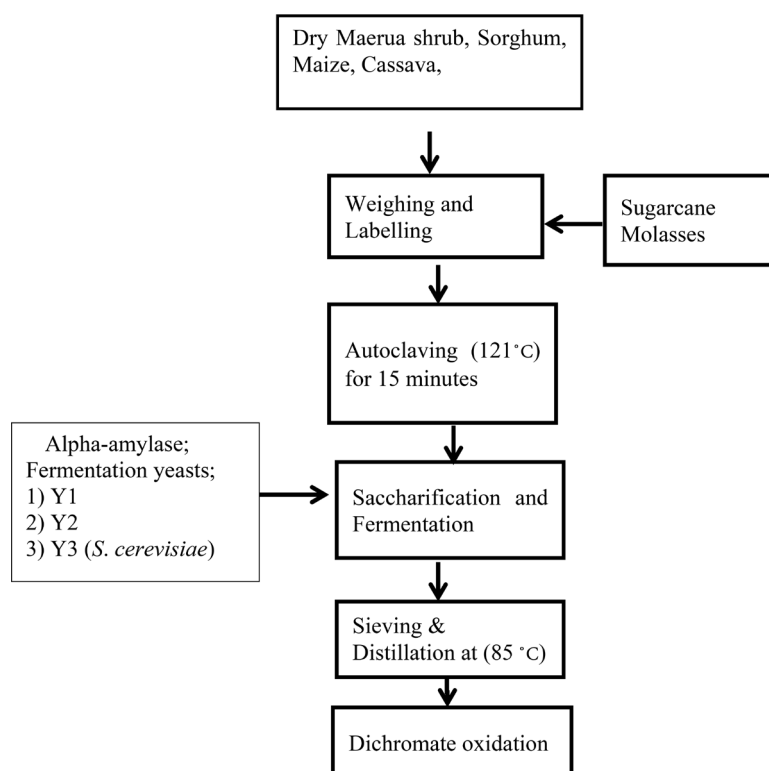 Dry Maerua shrub, Sorghum,
Maize, Cassava,
Weighing and
Labelling
Sugarcane
Molasses
Autoclaving (121°C)
for 15 minutes
Alpha-amylase;
Fermentation yeasts;
1) Y1
2) Y2
3) Y3 (S. cerevisiae)
Saccharification and
Fermentation
Sieving &
Distillation at (85 °C)
Dichromate oxidation